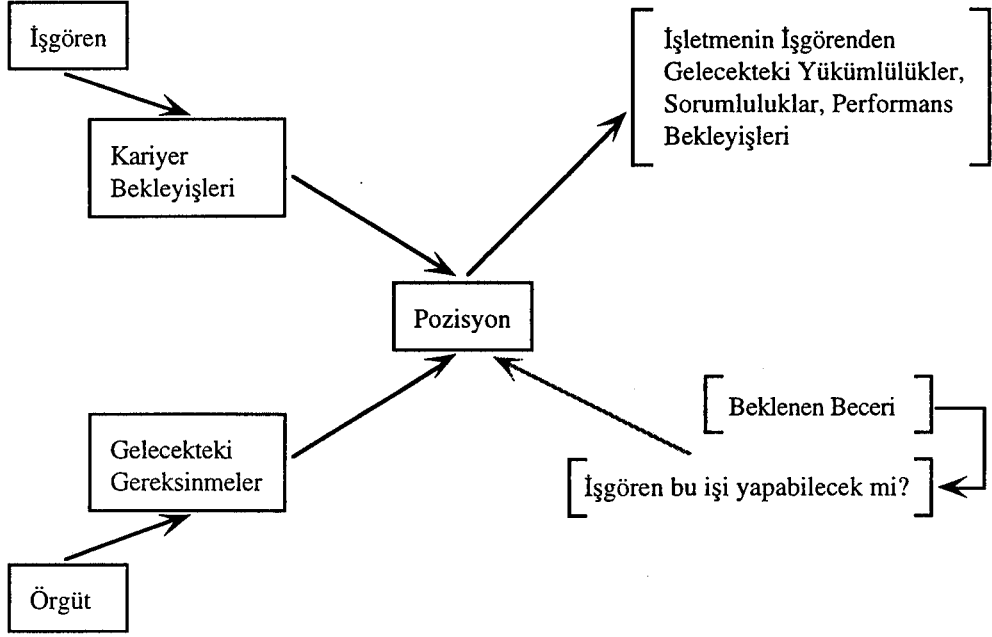 İşgören
Kariyer
Bekleyişleri
İşletmenin İşgörenden
Gelecekteki Yükümlülükler,
Sorumluluklar, Performans
Bekleyişleri
Pozisyon
Beklenen Beceri
İşgören bu işi yapabilecek mi?
Gelecekteki
Gereksinmeler
Örgüt